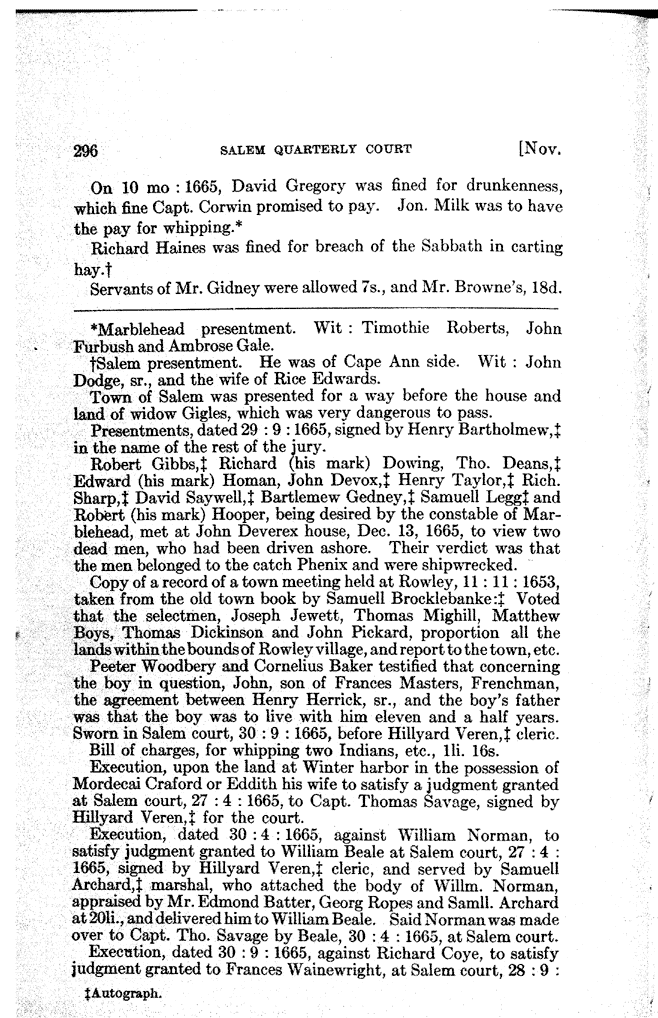 296 SALEM QUARTERLY COURT [Nov.
On 10 mo : 1665, David Gregory was fined for drunkenness,
which fine Capt. Corwin promised to pay. Jon. Milk was to have
the pay for whipping.*
Richard Haines was fined for breach of the Sabbath in carting
hay.†
Servants of Mr. Gidney were allowed 7s., and Mr. Browne's, 18d.
*Marblehead presentment. Wit : Timothie Roberts, John
Furbush and Ambrose Gale.
†Salem presentment. He was of Cape Ann side. Wit : John
Dodge, sr., and the wife of Rice Edwards.
Town of Salem was presented for a way before the house and
land of widow Gigles, which was very dangerous to pass.
Presentments, dated 29 : 9 : 1665, signed by Henry Bartholmew,‡
in the name of the rest of the jury.
Robert Gibbs,‡ Richard (his mark) Dowing, Tho. Deans,‡
Edward (his mark) Homan, John Devox,‡ Henry Taylor,‡ Rich.
Sharp,‡ David Saywell,‡ Bartlemew Gedney,‡ Samuell Legg‡ and
Robert (his mark) Hooper, being desired by the constable of Mar-
blehead, met at John Deverex house, Dec. 13, 1665, to view two
dead men, who had been driven ashore. Their verdict was that
the men belonged to the catch Phenix and were shipwrecked.
Copy of a record of a town meeting held at Rowley, 11 : 11 : 1653,
taken from the old town book by Samuell Brocklebanke:‡ Voted
that the selectmen, Joseph Jewett, Thomas Mighill, Matthew
Boys, Thomas Dickinson and John Pickard, proportion all the
lands within the bounds of Rowley village, and report to the town, etc.
Peeter Woodbery and Cornelius Baker testified that concerning
the boy in question, John, son of Frances Masters, Frenchman,
the agreement between Henry Herrick, sr., and the boy's father
was that the boy was to live with him eleven and a half years.
Sworn in Salem court, 30 : 9 : 1665, before Hillyard Veren,‡ cleric.
Bill of charges, for whipping two Indians, etc., 1li. 16s.
Execution, upon the land at Winter harbor in the possession of
Mordecai Craford or Eddith his wife to satisfy a judgment granted
at Salem court, 27 : 4 : 1665, to Capt. Thomas Savage, signed by
Hillyard Veren,‡ for the court.
Execution, dated 30 : 4 : 1665, against William Norman, to
satisfy judgment granted to William Beale at Salem court, 27 : 4 :
1665, signed by Hillyard Veren,‡ cleric, and served by Samuell
Archard,‡ marshal, who attached the body of Willm. Norman,
appraised by Mr. Edmond Batter, Georg Ropes and Samll. Archard
at 20li., and delivered him to William Beale. Said Norman was made
over to Capt. Tho. Savage by Beale, 30 : 4 : 1665, at Salem court.
Execution, dated 30 : 9 : 1665, against Richard Coye, to satisfy
judgment granted to Frances Wainewright, at Salem court, 28 : 9 :
‡Autograph.